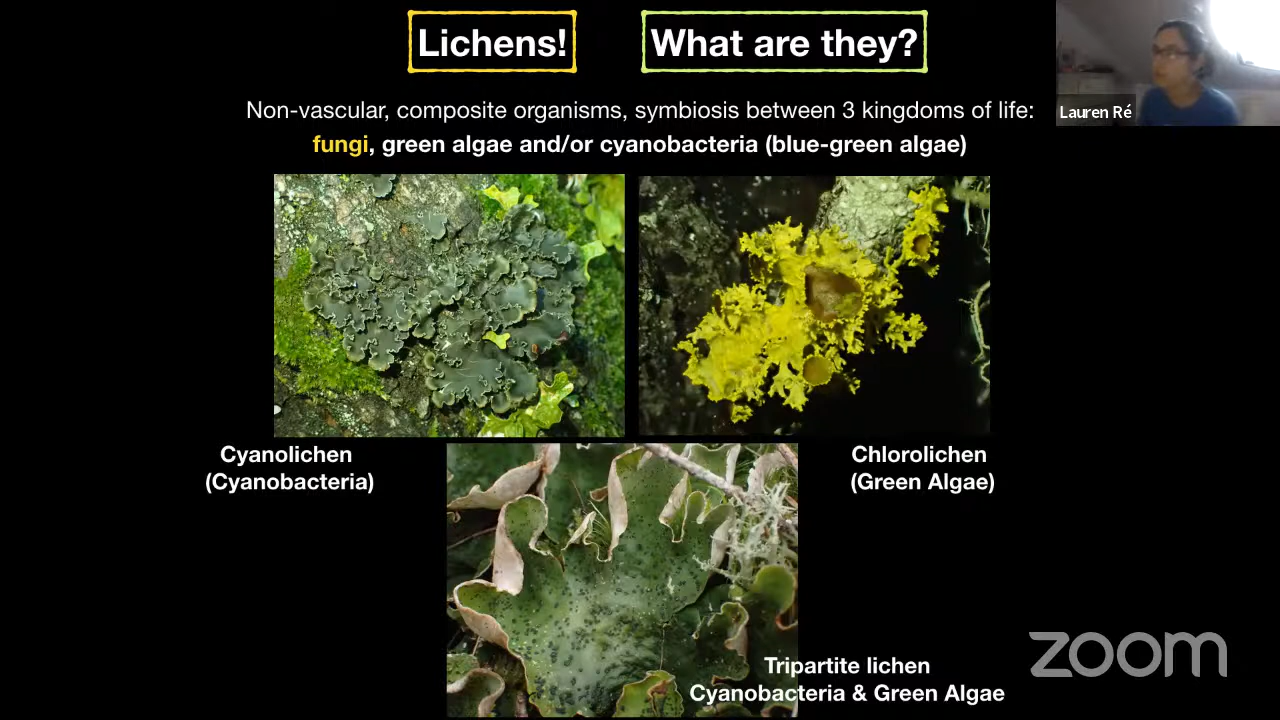 Lichens!
What are they?
Lauren Ré
Non-vascular, composite organisms, symbiosis between 3 kingdoms of life:
fungi, green algae and/or cyanobacteria (blue-green algae)
Cyanolichen
(Cyanobacteria)
Chlorolichen
(Green Algae)
Tripartite lichen
Cyanobacteria & Green Algae
zoom